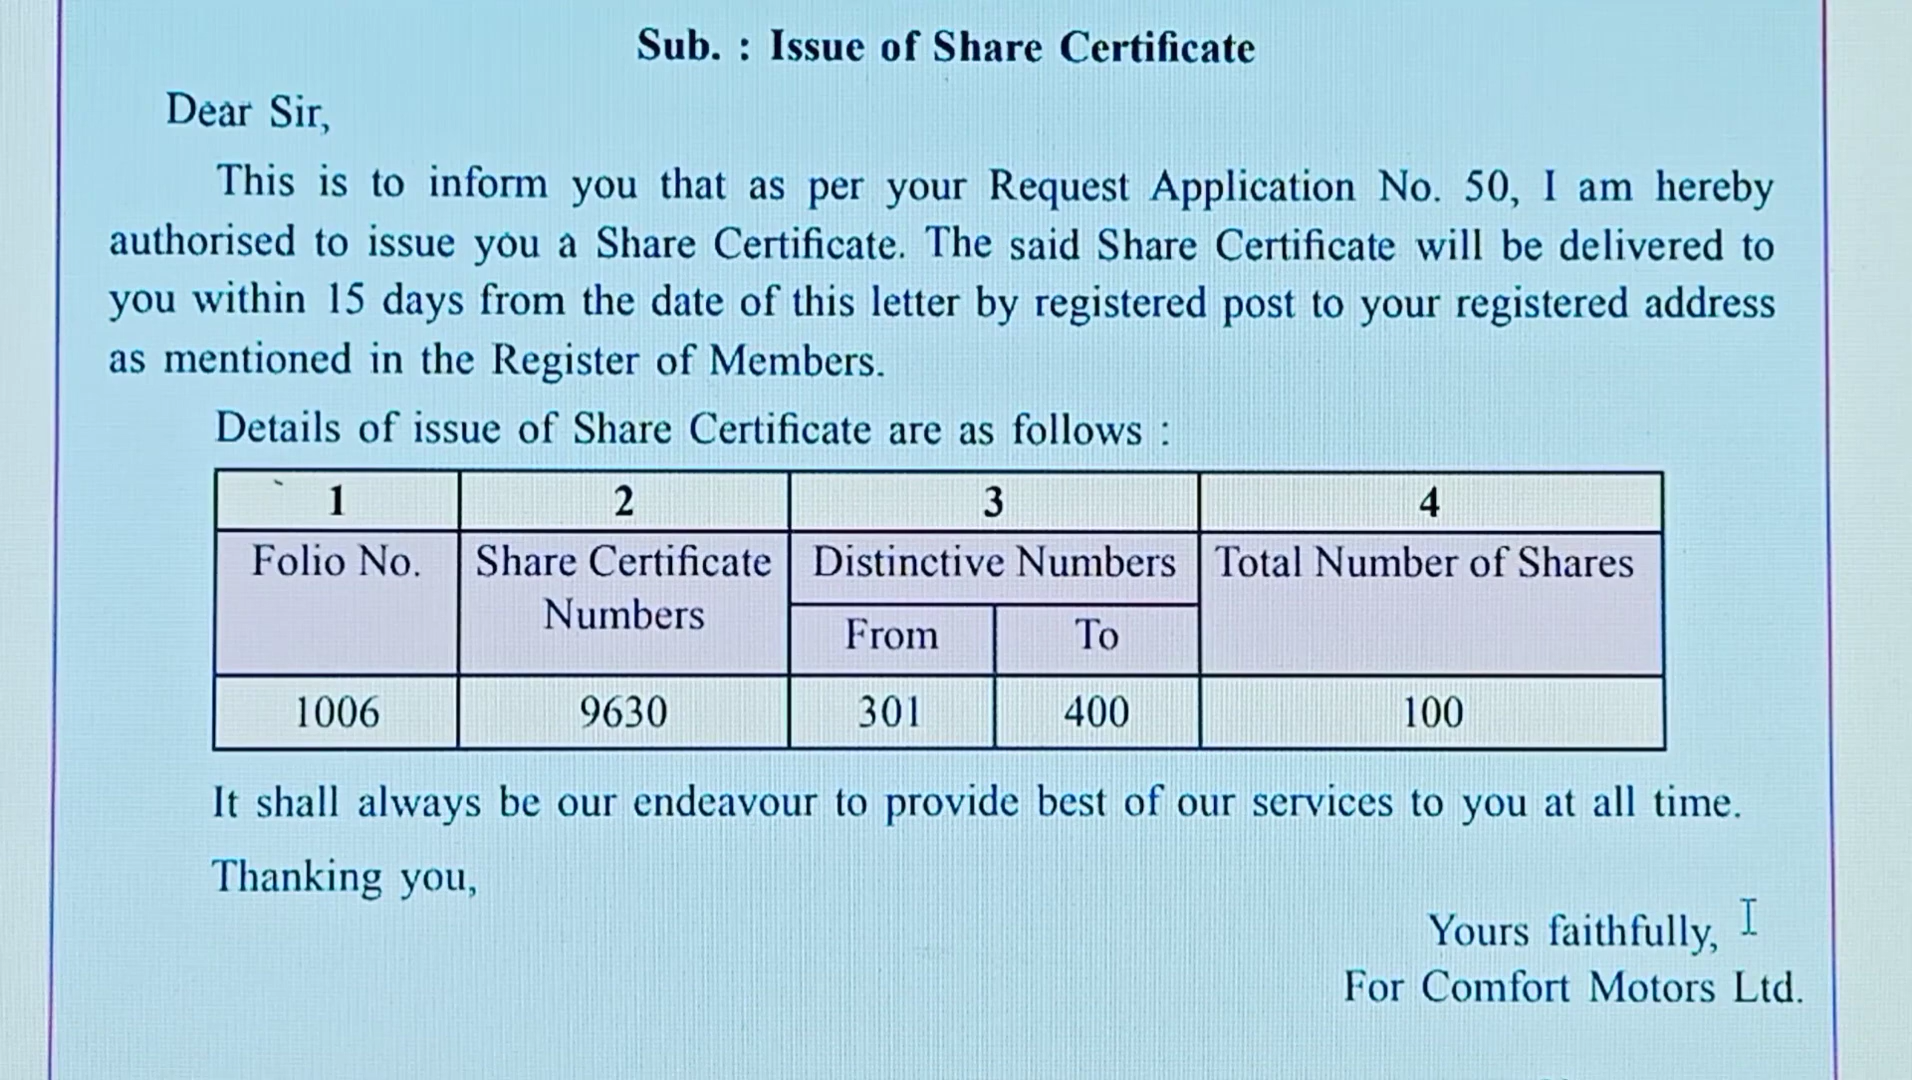 Sub. : Issue of Share Certificate
Dear Sir,
This is to inform you that as per your Request Application No. 50, I am hereby
authorised to issue you a Share Certificate. The said Share Certificate will be delivered to
you within 15 days from the date of this letter by registered post to your registered address
as mentioned in the Register of Members.
Details of issue of Share Certificate are as follows :
1 2 3 4
Folio No. Share Certificate Distinctive Numbers Total Number of Shares
Numbers
From To
1006 9630 301 400 100
It shall always be our endeavour to provide best of our services to you at all time.
Thanking you,
Yours faithfully,
For Comfort Motors Ltd.